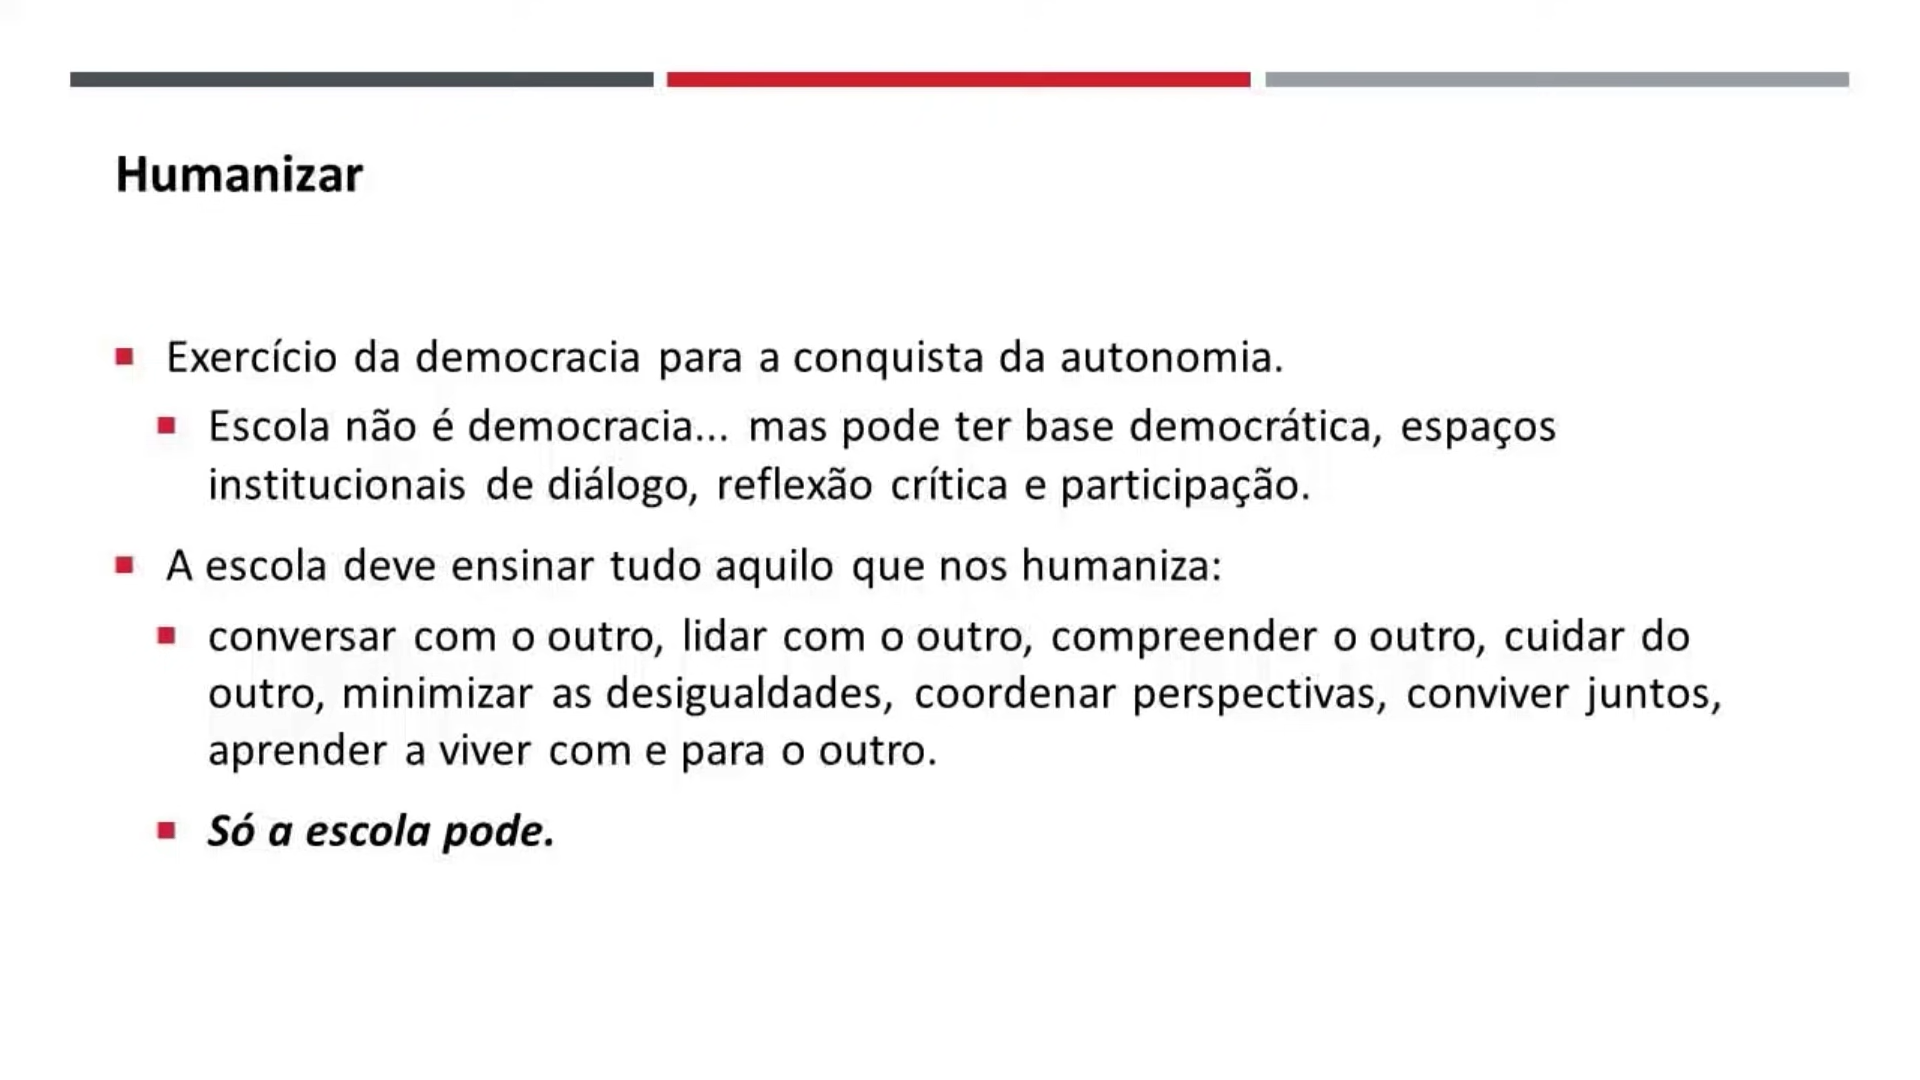 Humanizar
Exercício da democracia para a conquista da autonomia.
Escola não é democracia... mas pode ter base democrática, espaços
institucionais de diálogo, reflexão crítica e participação.
A escola deve ensinar tudo aquilo que nos humaniza:
conversar com o outro, lidar com o outro, compreender o outro, cuidar do
outro, minimizar as desigualdades, coordenar perspectivas, conviver juntos,
aprender a viver com e para o outro.
Só a escola pode.